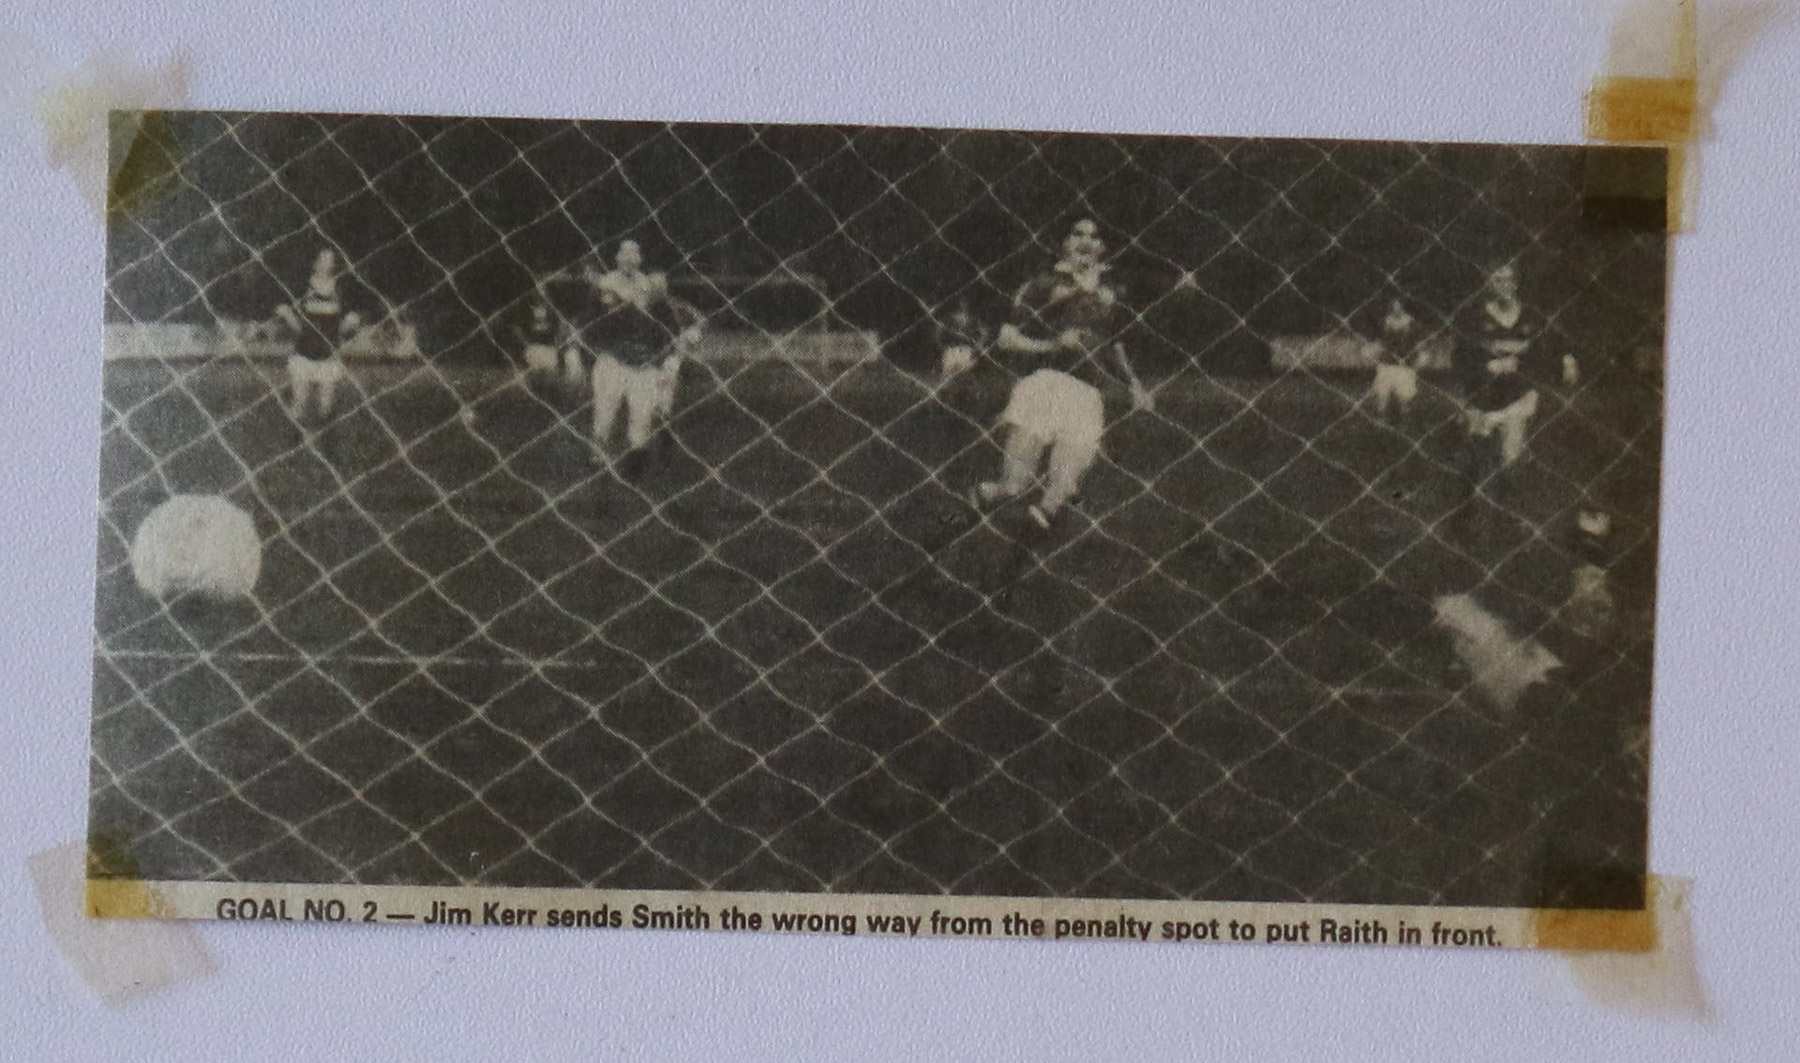 GOAL NO. 2 — Jim Kerr sends Smith the wrong way from the penalty spot to put Raith in front.